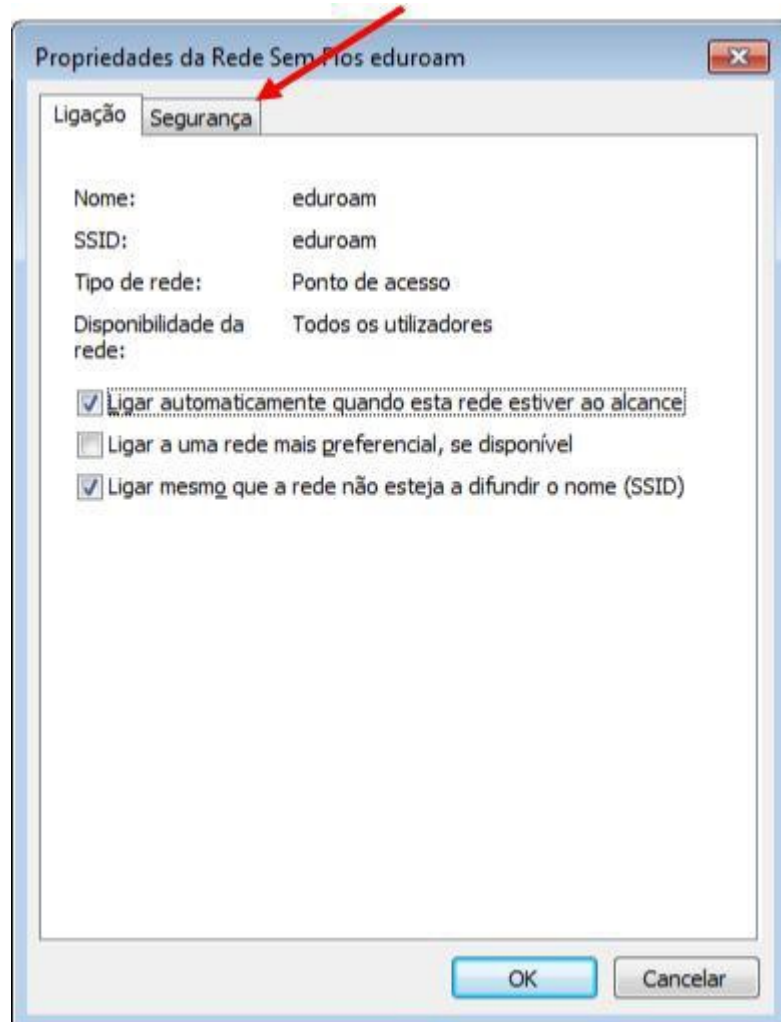 Propriedades da Rede Sem Fios eduroam
Ligação Segurança
Nome: eduroam
SSID: eduroam
Tipo de rede: Ponto de acesso
Disponibilidade da Todos os utilizadores
rede:
Ligar automaticamente quando esta rede estiver ao alcance
Ligar a uma rede mais preferencial, se disponível
Ligar mesmo que a rede não esteja a difundir o nome (SSID)
OK Cancelar